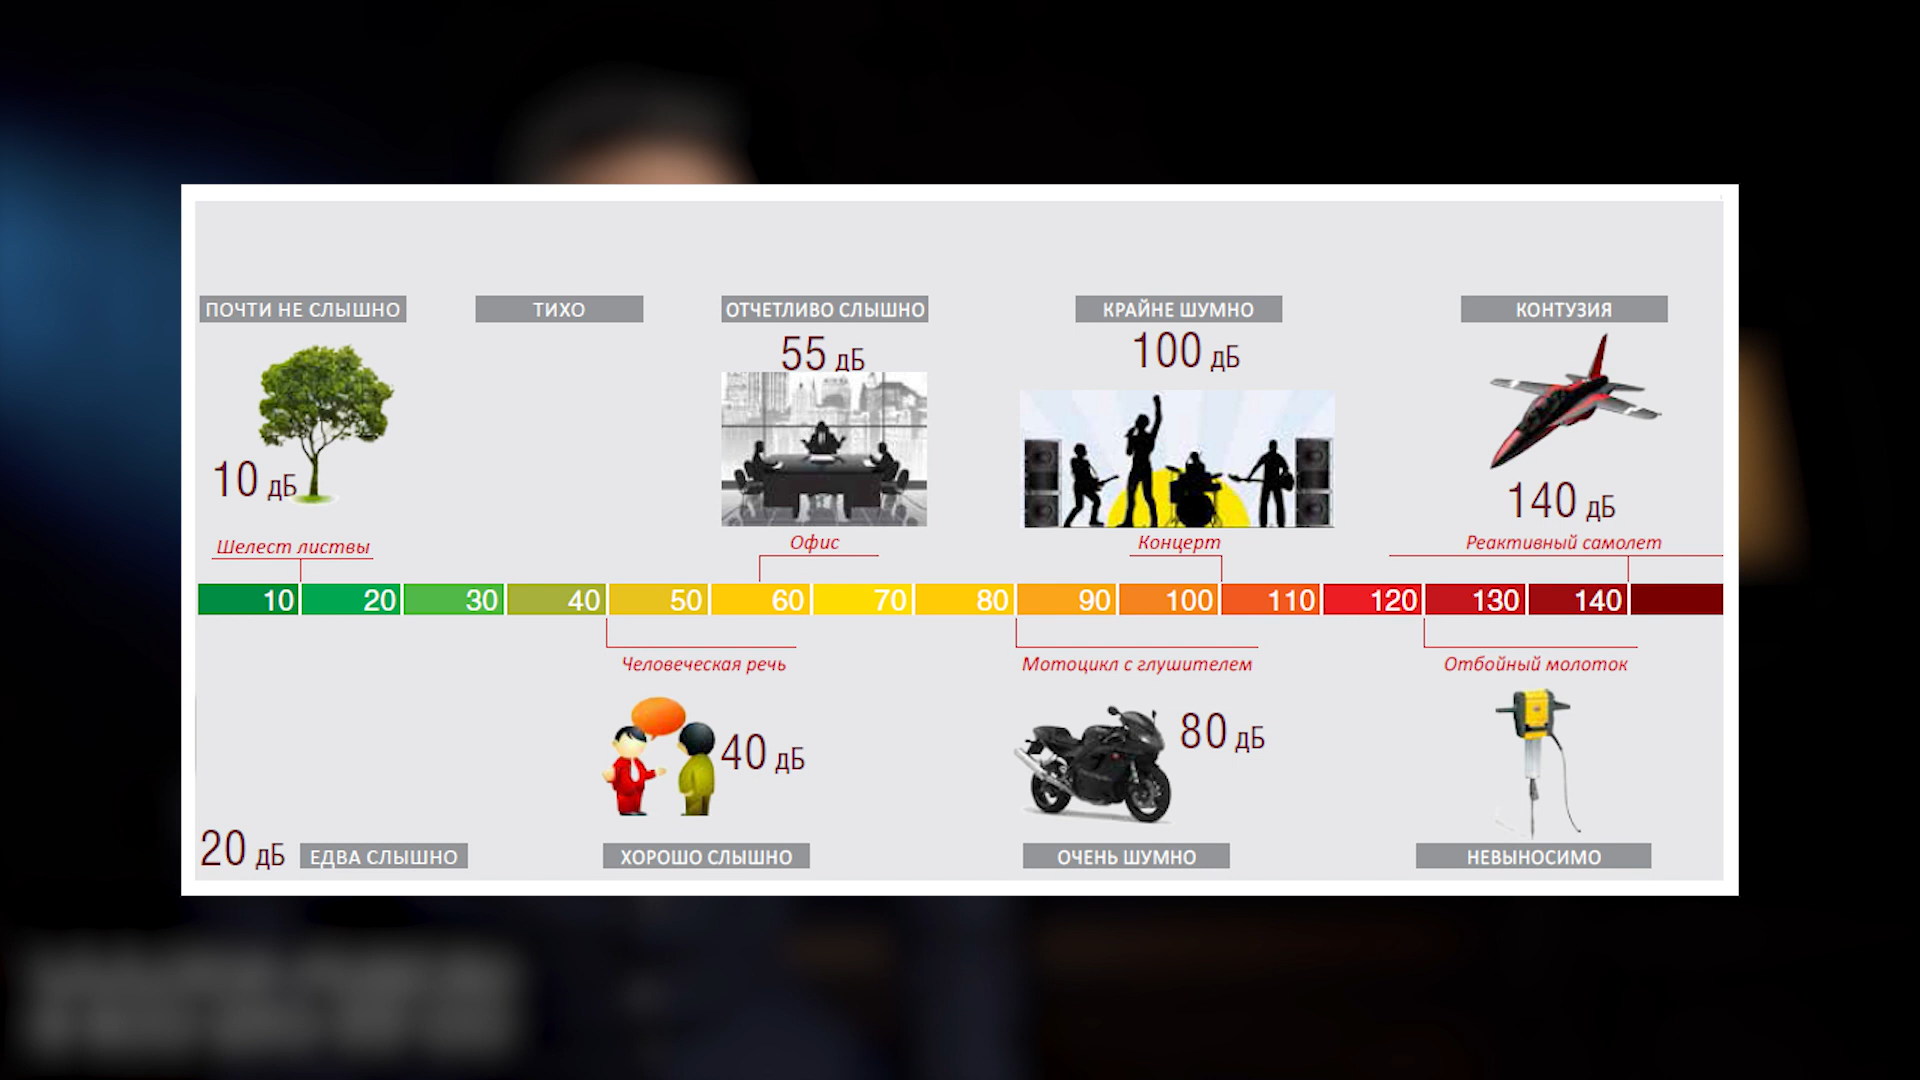 ПОЧТИ НЕ СЛЫШНО
ТИХО
ОТЧЕТЛИВО СЛЫШНО
КРАЙНЕ ШУМНО
КОНТУЗИЯ
55 дБ
100 дБ
10 дБ
140 дБ
Шелест листвы
Офис
Концерт
Реактивный самолет
10 20 30 40 50 60 70 80 90 100 110 120 130 140
Человеческая речь
Мотоцикл с глушителем
Отбойный молоток
40 дБ
80 дБ
20 дБ
ЕДВА СЛЫШНО
ХОРОШО СЛЫШНО
ОЧЕНЬ ШУМНО
НЕВЫНОСИМО